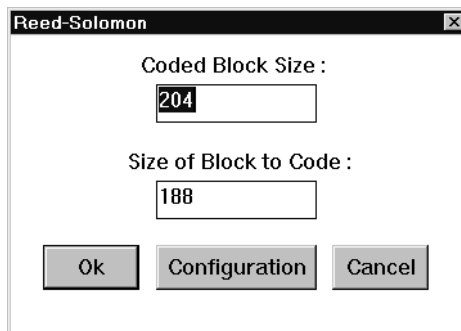 Reed-Solomon
Coded Block Size :
204
Size of Block to Code :
188
Ok Configuration Cancel